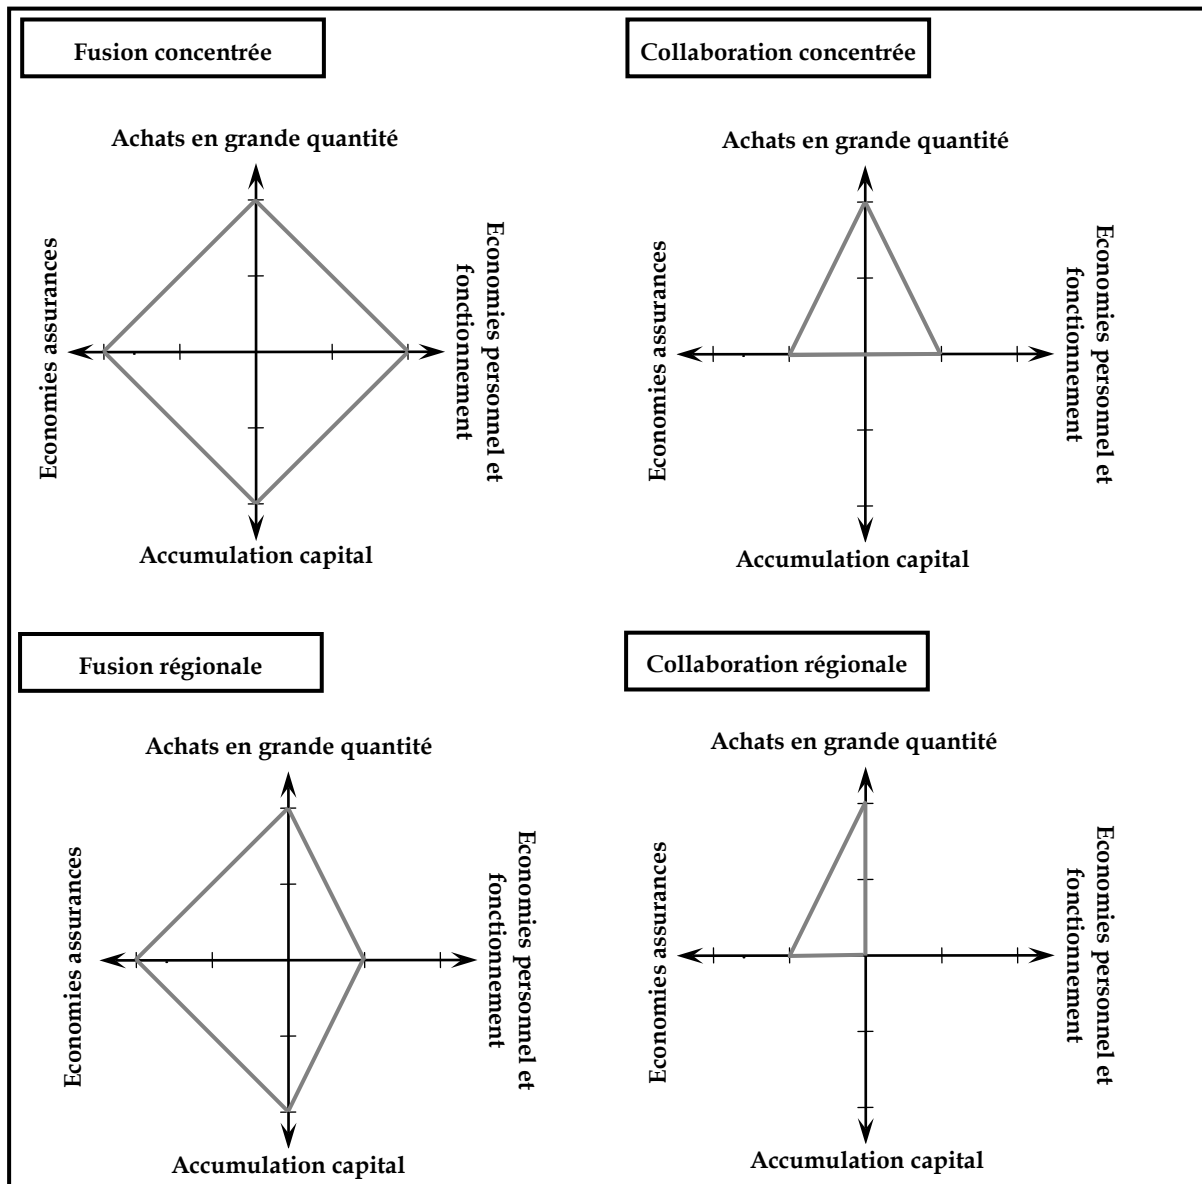 Fusion concentrée
Achats en grande quantité
Economies assurances
Economies personnel et
fonctionnement
Accumulation capital
Collaboration concentrée
Achats en grande quantité
Economies assurances
Economies personnel et
fonctionnement
Accumulation capital
Fusion régionale
Achats en grande quantité
Economies assurances
Economies personnel et
fonctionnement
Accumulation capital
Collaboration régionale
Achats en grande quantité
Economies assurances
Economies personnel et
fonctionnement
Accumulation capital